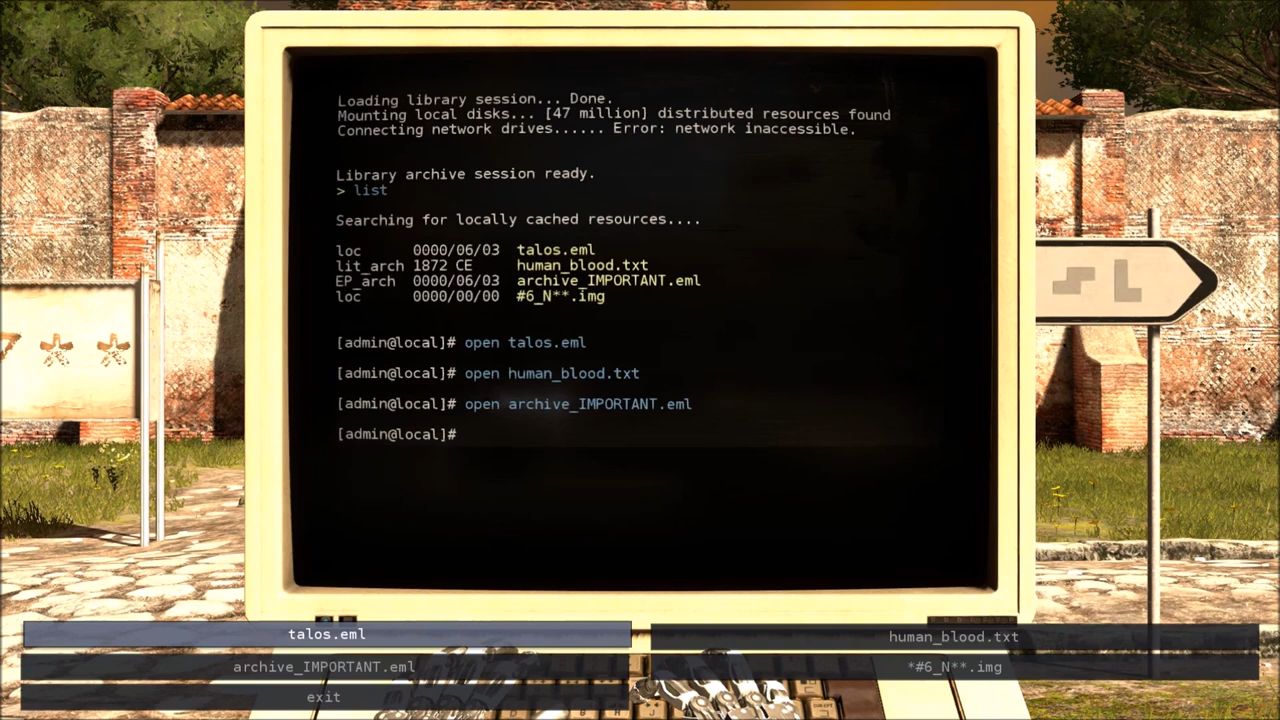 Loading library session... Done.
Mounting local disks... [47 million] distributed resources found
Connecting network drives...... Error: network inaccessible.
Library archive session ready.
> list
Searching for locally cached resources....
loc 0000/06/03 talos.eml
lit_arch 1872 CE human_blood.txt
EP_arch 0000/06/03 archive_IMPORTANT.eml
loc 0000/00/00 #6_N**.img
[admin@local]# open talos.eml
[admin@local]# open human_blood.txt
[admin@local]# open archive_IMPORTANT.eml
[admin@local]#
talos.eml
human_blood.txt
archive_IMPORTANT.eml
*#6_N**.img
exit